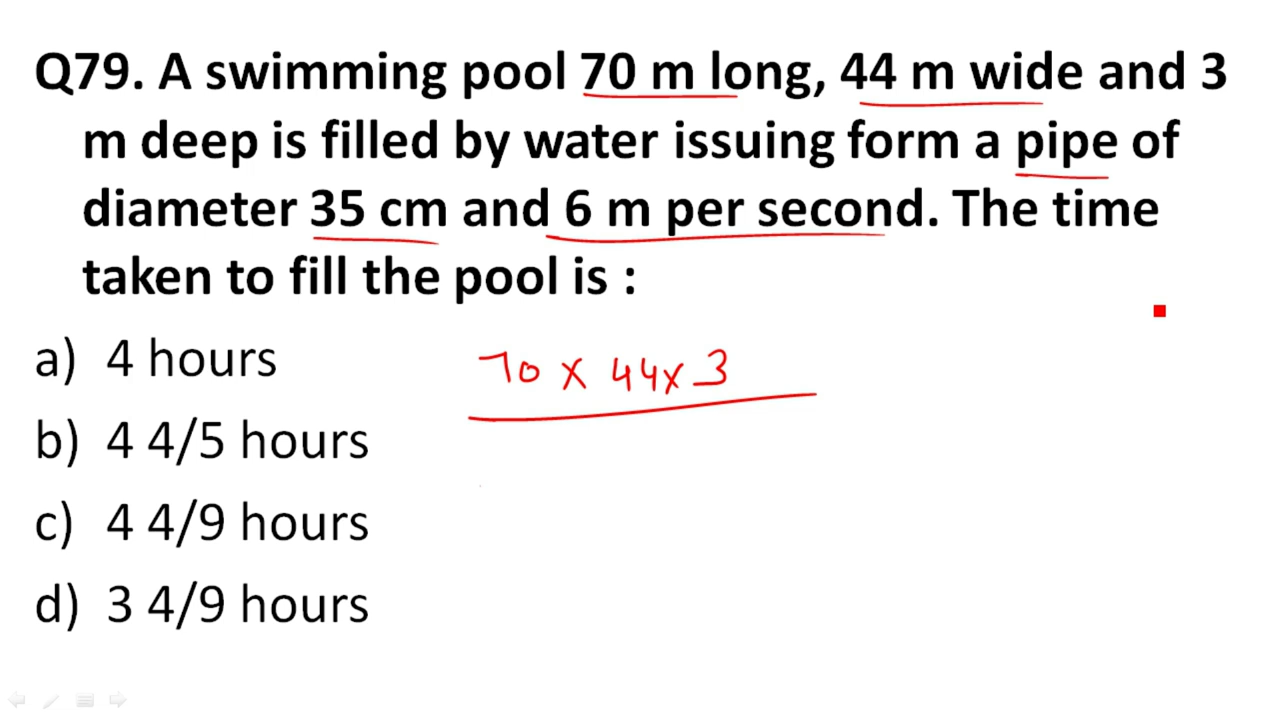 Q79. A swimming pool 70 m long, 44 m wide and 3
m deep is filled by water issuing form a pipe of
diameter 35 cm and 6 m per second. The time
taken to fill the pool is :
a) 4 hours
70 x 44x 3
b) 4 4/5 hours
c) 4 4/9 hours
d) 3 4/9 hours